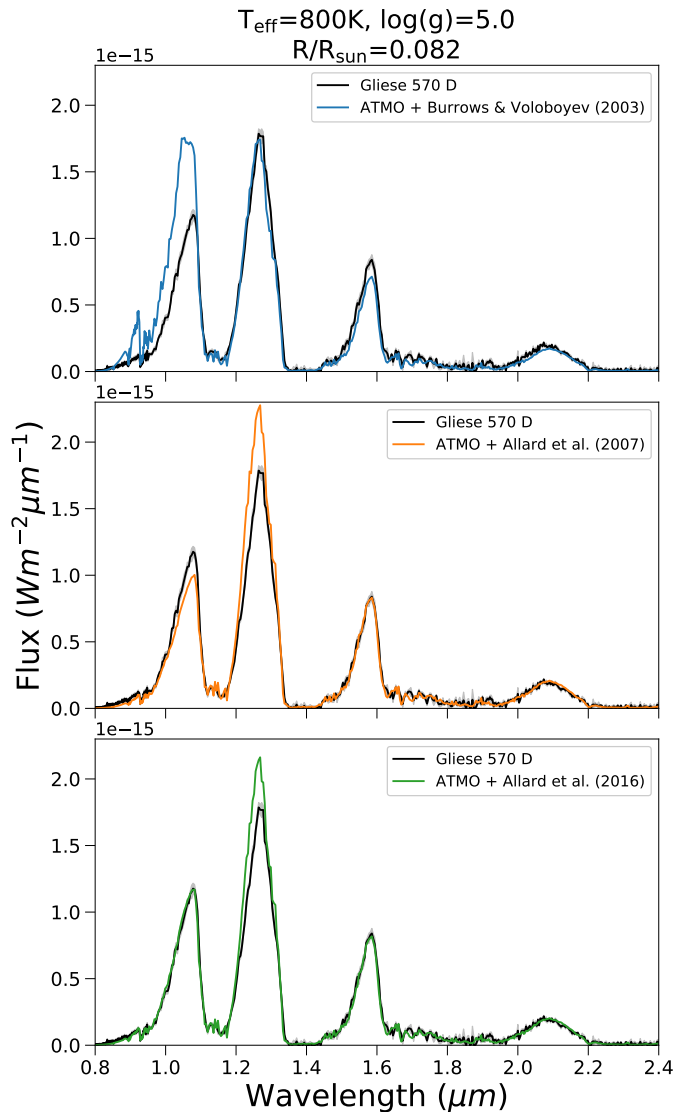 T_eff=800K, log(g)=5.0
R/R_sun=0.082
1e−15
Gliese 570 D
ATMO + Burrows & Voloboyev (2003)
2.0
1.5
1.0
0.5
0.0
1e−15
Gliese 570 D
ATMO + Allard et al. (2007)
2.0
1.5
1.0
0.5
0.0
Flux (Wm⁻²μm⁻¹)
1e−15
Gliese 570 D
ATMO + Allard et al. (2016)
2.0
1.5
1.0
0.5
0.0
0.8 1.0 1.2 1.4 1.6 1.8 2.0 2.2 2.4
Wavelength (μm)